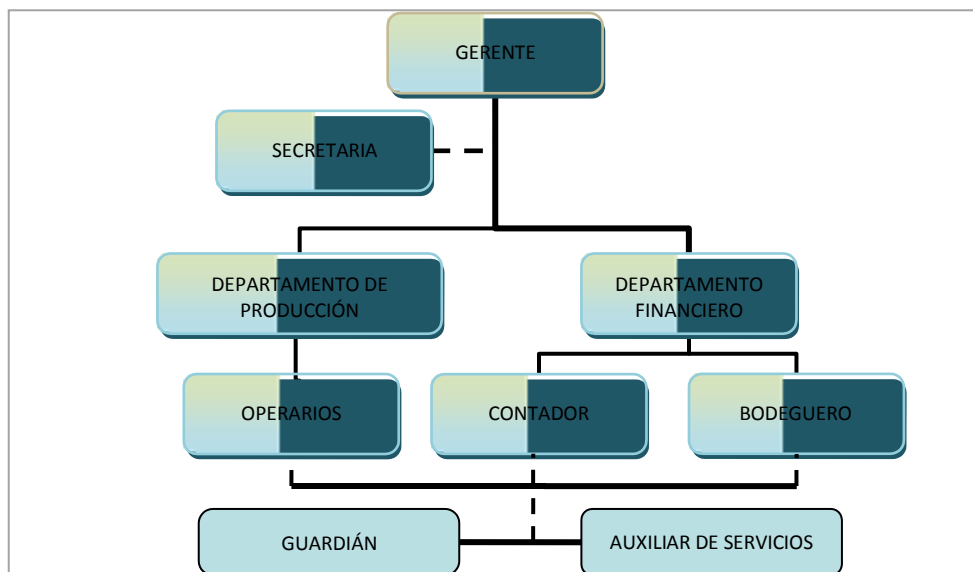 GERENTE
SECRETARIA
DEPARTAMENTO DE
PRODUCCIÓN
DEPARTAMENTO
FINANCIERO
OPERARIOS
CONTADOR
BODEGUERO
GUARDIÁN
AUXILIAR DE SERVICIOS